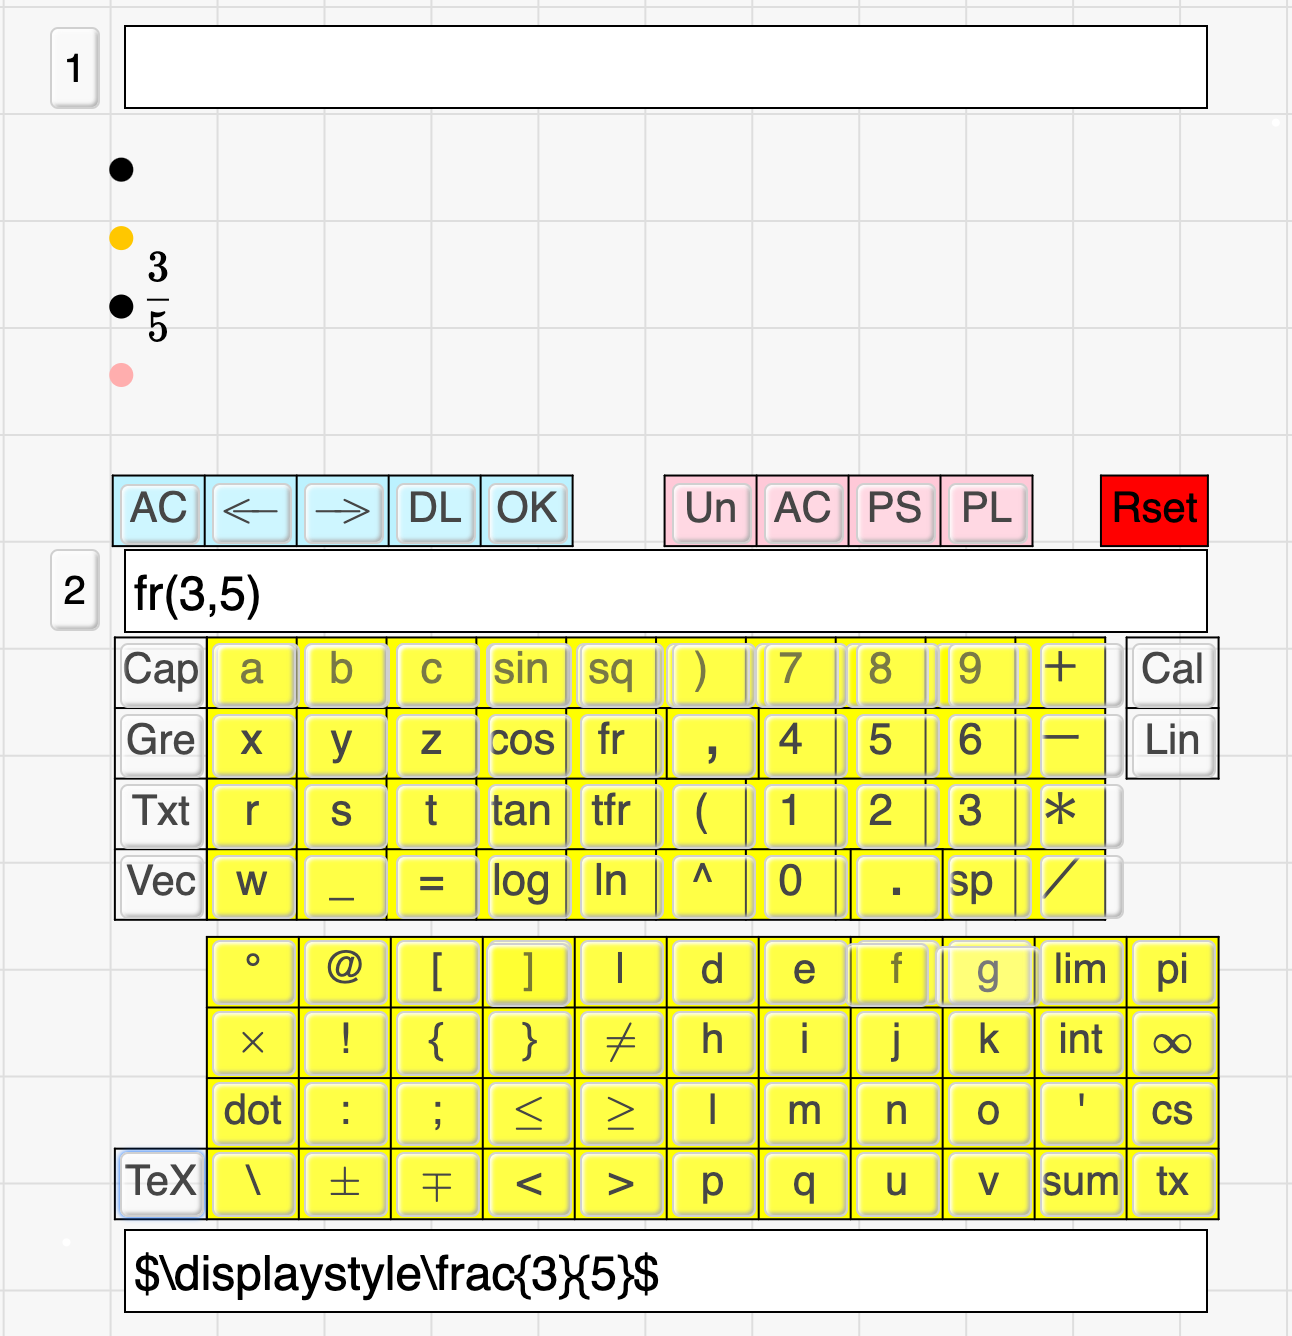 1
3
5
AC ← → DL OK Un AC PS PL Rset
2 fr(3,5)
Cap a b c sin sq ) 7 8 9 + Cal
Gre x y z cos fr , 4 5 6 − Lin
Txt r s t tan tfr ( 1 2 3 *
Vec w _ = log ln ^ 0 . sp /
° @ [ ] | d e f g lim pi
× ! { } ≠ h i j k int ∞
dot : ; ≤ ≥ l m n o ' cs
TeX \ ± ∓ < > p q u v sum tx
$\displaystyle\frac{3}{5}$